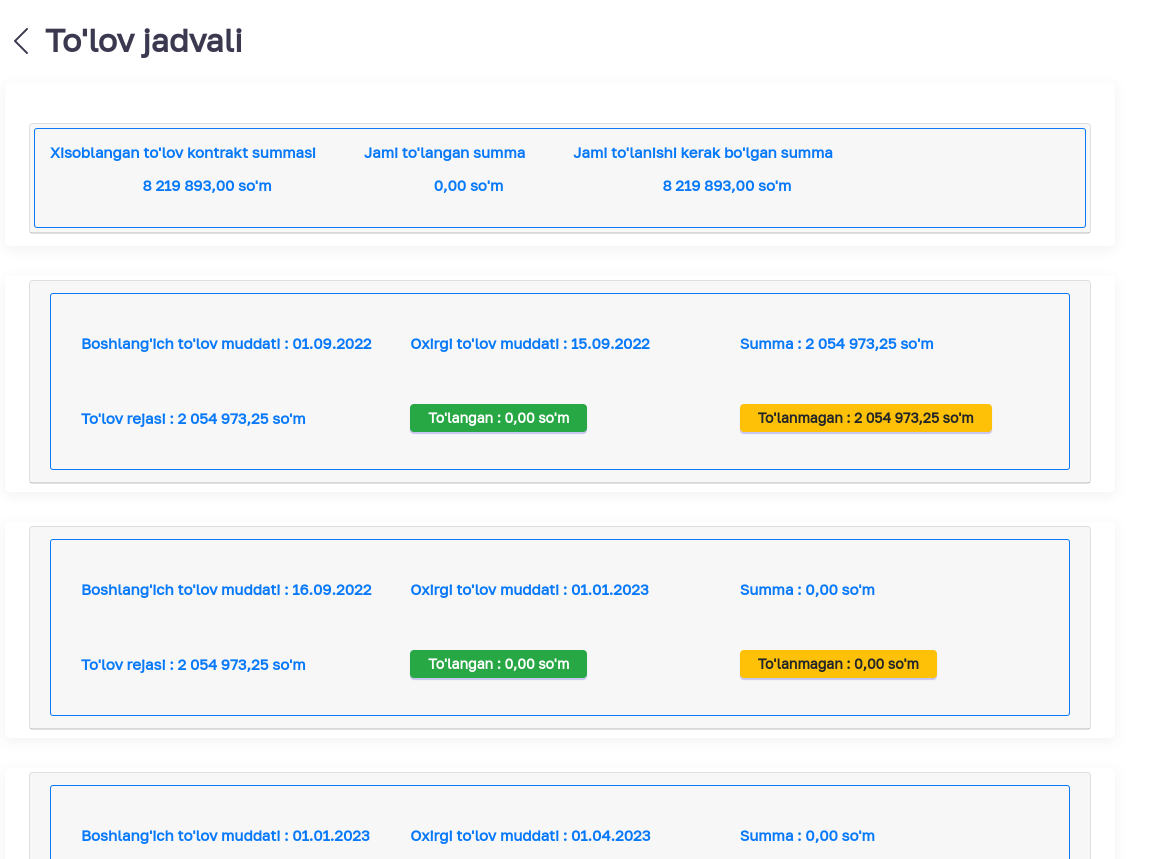 To'lov jadvali
Xisoblangan to'lov kontrakt summasi Jami to'langan summa Jami to'lanishi kerak bo'lgan summa
8 219 893,00 so'm 0,00 so'm 8 219 893,00 so'm
Boshlang'ich to'lov muddati : 01.09.2022 Oxirgi to'lov muddati : 15.09.2022 Summa : 2 054 973,25 so'm
To'lov rejasi : 2 054 973,25 so'm To'langan : 0,00 so'm To'lanmagan : 2 054 973,25 so'm
Boshlang'ich to'lov muddati : 16.09.2022 Oxirgi to'lov muddati : 01.01.2023 Summa : 0,00 so'm
To'lov rejasi : 2 054 973,25 so'm To'langan : 0,00 so'm To'lanmagan : 0,00 so'm
Boshlang'ich to'lov muddati : 01.01.2023 Oxirgi to'lov muddati : 01.04.2023 Summa : 0,00 so'm